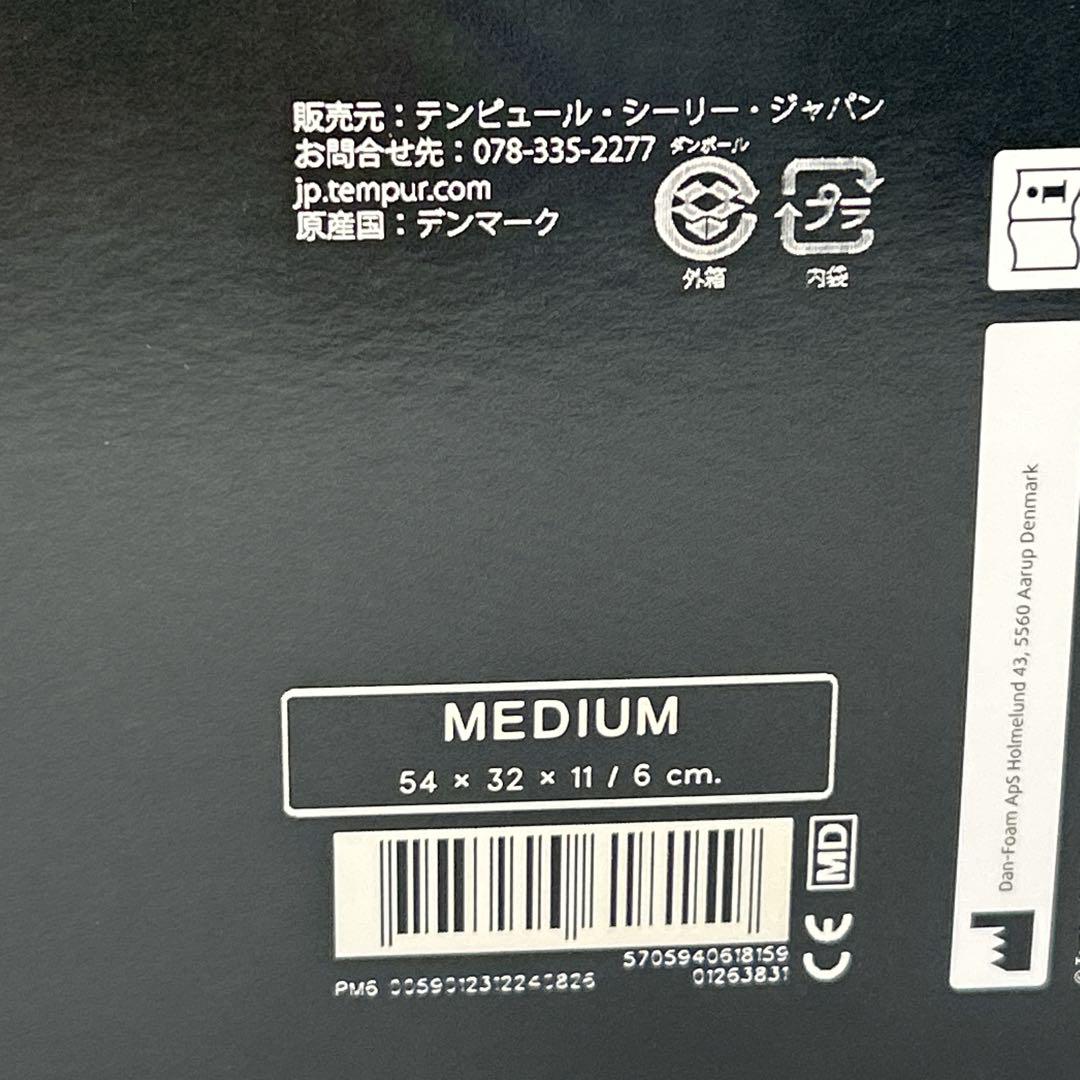 販売元：テンピュール・シーリー・ジャパン
お問合せ先：078-335-2277
jp.tempur.com
原産国：デンマーク
ダンボール
プラ
外箱
内袋
i
Dan-Foam ApS Holmelund 43, 5560 Aarup Denmark
MEDIUM
54 × 32 × 11 / 6 cm.
MD
CE
5705940618159
01263831
PM6